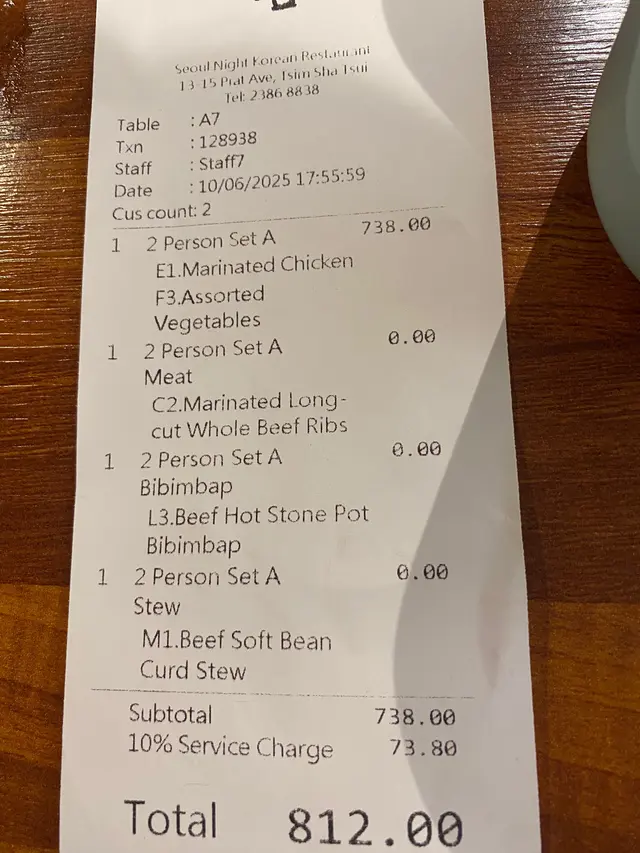 Seoul Night Korean Restaurant
13-15 Prat Ave, Tsim Sha Tsui
Tel: 2386 8838
Table : A7
Txn : 128938
Staff : Staff7
Date : 10/06/2025 17:55:59
Cus count: 2
1 2 Person Set A 738.00
E1.Marinated Chicken
F3.Assorted
Vegetables
1 2 Person Set A 0.00
Meat
C2.Marinated Long-
cut Whole Beef Ribs
1 2 Person Set A 0.00
Bibimbap
L3.Beef Hot Stone Pot
Bibimbap
1 2 Person Set A 0.00
Stew
M1.Beef Soft Bean
Curd Stew
Subtotal 738.00
10% Service Charge 73.80
Total 812.00